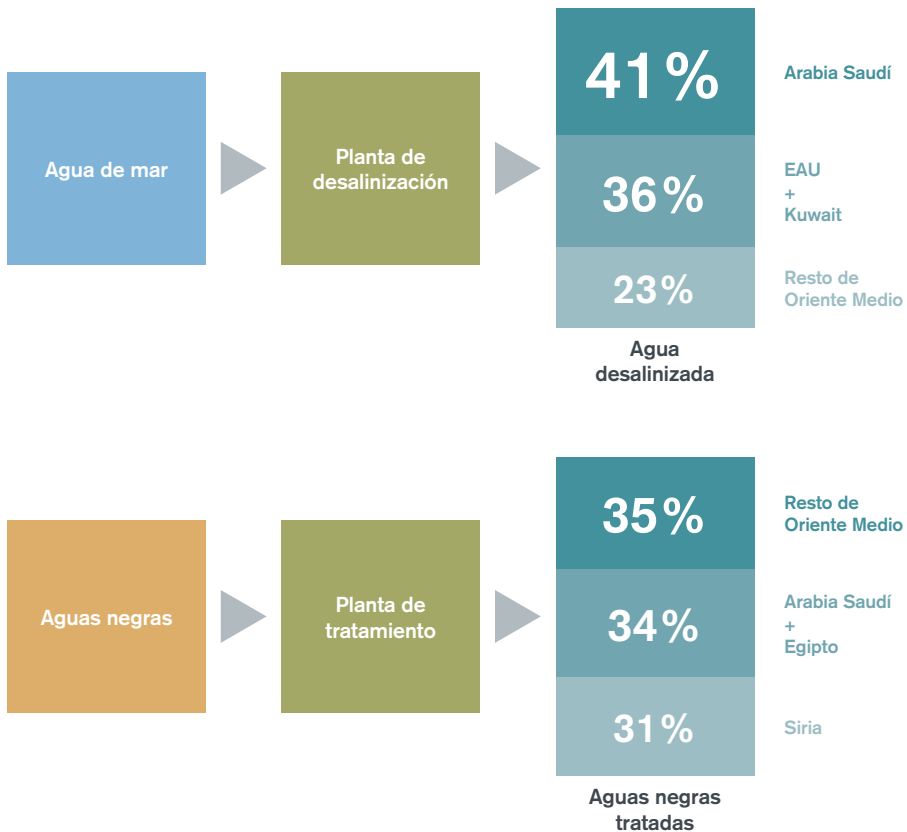 Agua de mar
Planta de
desalinización
41%
Arabia Saudí
36%
EAU
+
Kuwait
23%
Resto de
Oriente Medio
Agua
desalinizada
Aguas negras
Planta de
tratamiento
35%
Resto de
Oriente Medio
34%
Arabia Saudí
+
Egipto
31%
Siria
Aguas negras
tratadas